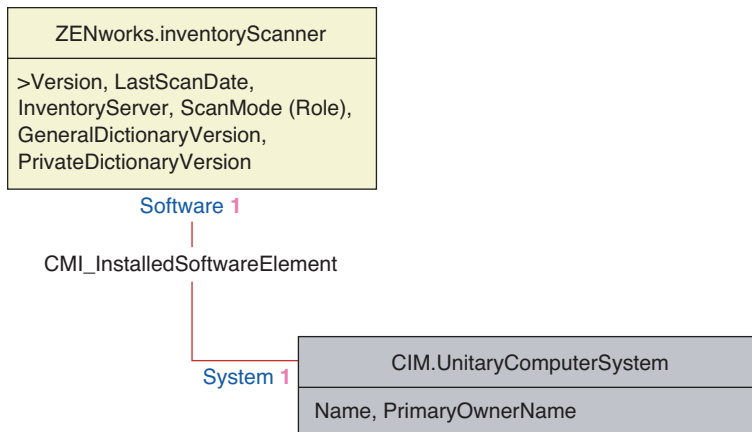 ZENworks.inventoryScanner
>Version, LastScanDate,
InventoryServer, ScanMode (Role),
GeneralDictionaryVersion,
PrivateDictionaryVersion
Software 1
CMI_InstalledSoftwareElement
System 1
CIM.UnitaryComputerSystem
Name, PrimaryOwnerName